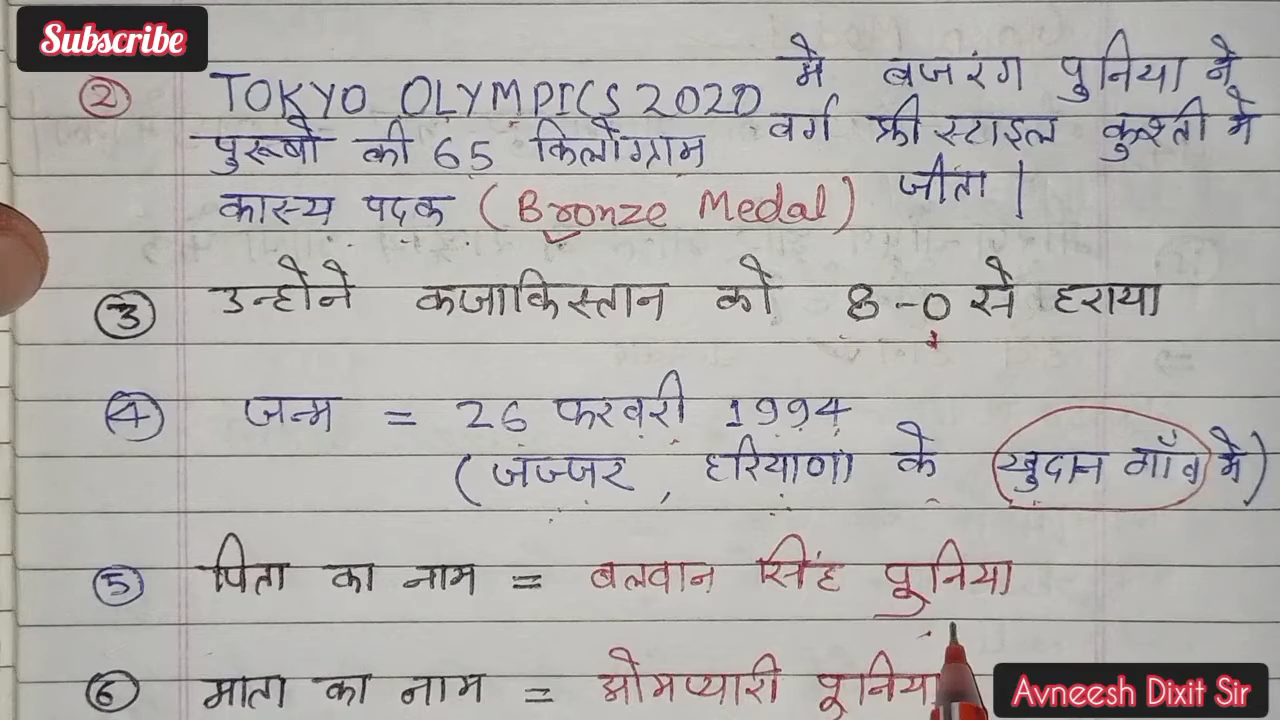 Subscribe
② TOKYO OLYMPICS 2020 में बजरंग पुनिया ने
पुरूषों की 65 किलोग्राम वर्ग फ्री स्टाइल कुश्ती में
कास्य पदक (Bronze Medal) जीता |
③ उन्होंने कजाकिस्तान को 8-0 से हराया
④ जन्म = 26 फरवरी 1994
(जज्जर, हरियाणा के खुदान गाँव में)
⑤ पिता का नाम = बलवान सिंह पूनिया
⑥ माता का नाम = ओमप्यारी पूनिया
Avneesh Dixit Sir